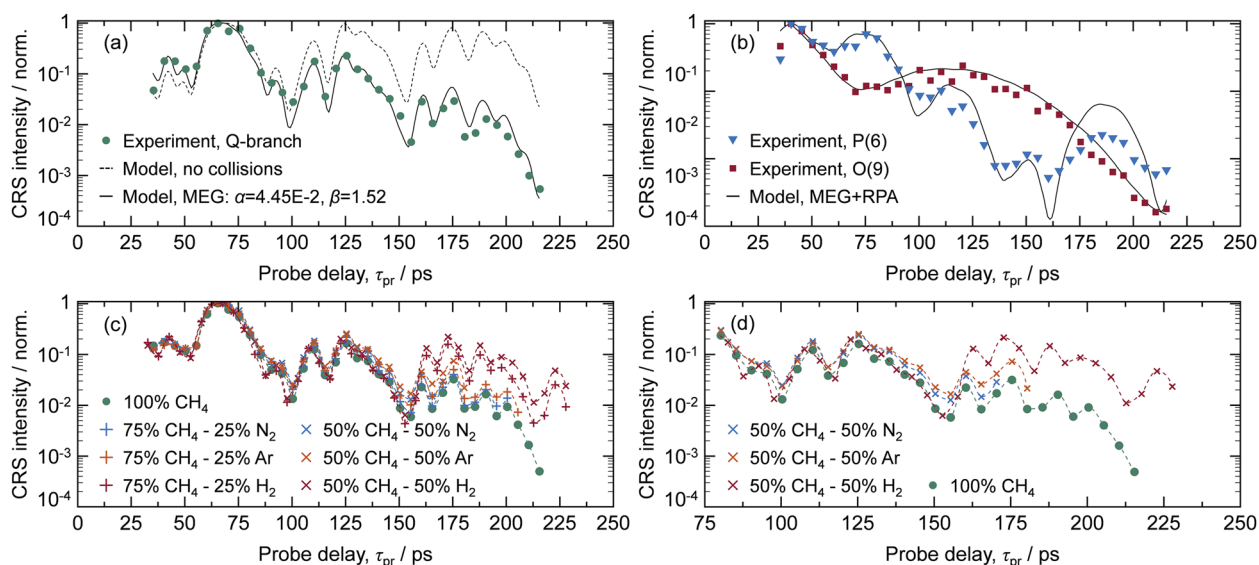 (a)
CRS intensity / norm.
1
10-1
10-2
10-3
10-4
Experiment, Q-branch
Model, no collisions
Model, MEG: α=4.45E-2, β=1.52
0 25 50 75 100 125 150 175 200 225 250
Probe delay, τpr / ps
(b)
CRS intensity / norm.
1
10-1
10-2
10-3
10-4
Experiment, P(6)
Experiment, O(9)
Model, MEG+RPA
0 25 50 75 100 125 150 175 200 225 250
Probe delay, τpr / ps
(c)
CRS intensity / norm.
1
10-1
10-2
10-3
10-4
100% CH4
75% CH4 - 25% N2 50% CH4 - 50% N2
75% CH4 - 25% Ar 50% CH4 - 50% Ar
75% CH4 - 25% H2 50% CH4 - 50% H2
0 25 50 75 100 125 150 175 200 225 250
Probe delay, τpr / ps
(d)
CRS intensity / norm.
1
10-1
10-2
10-3
10-4
50% CH4 - 50% N2
50% CH4 - 50% Ar
50% CH4 - 50% H2 100% CH4
75 100 125 150 175 200 225 250
Probe delay, τpr / ps